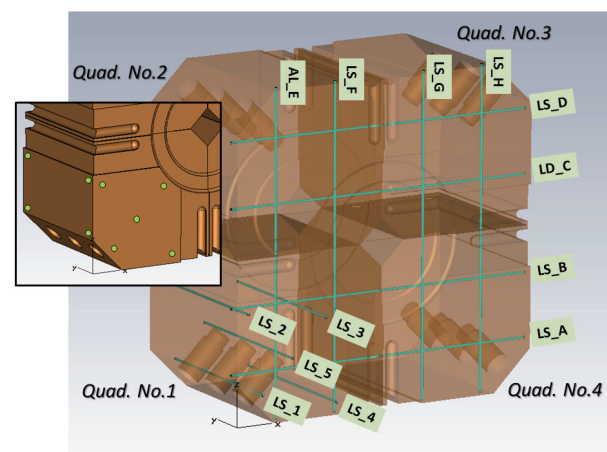 Quad. No.3
Quad. No.2
AL_E
LS_F
LS_G
LS_H
LS_D
LD_C
LS_B
LS_A
LS_2
LS_3
LS_5
LS_1
LS_4
Quad. No.1
Quad. No.4
z
y
x
z
y
x